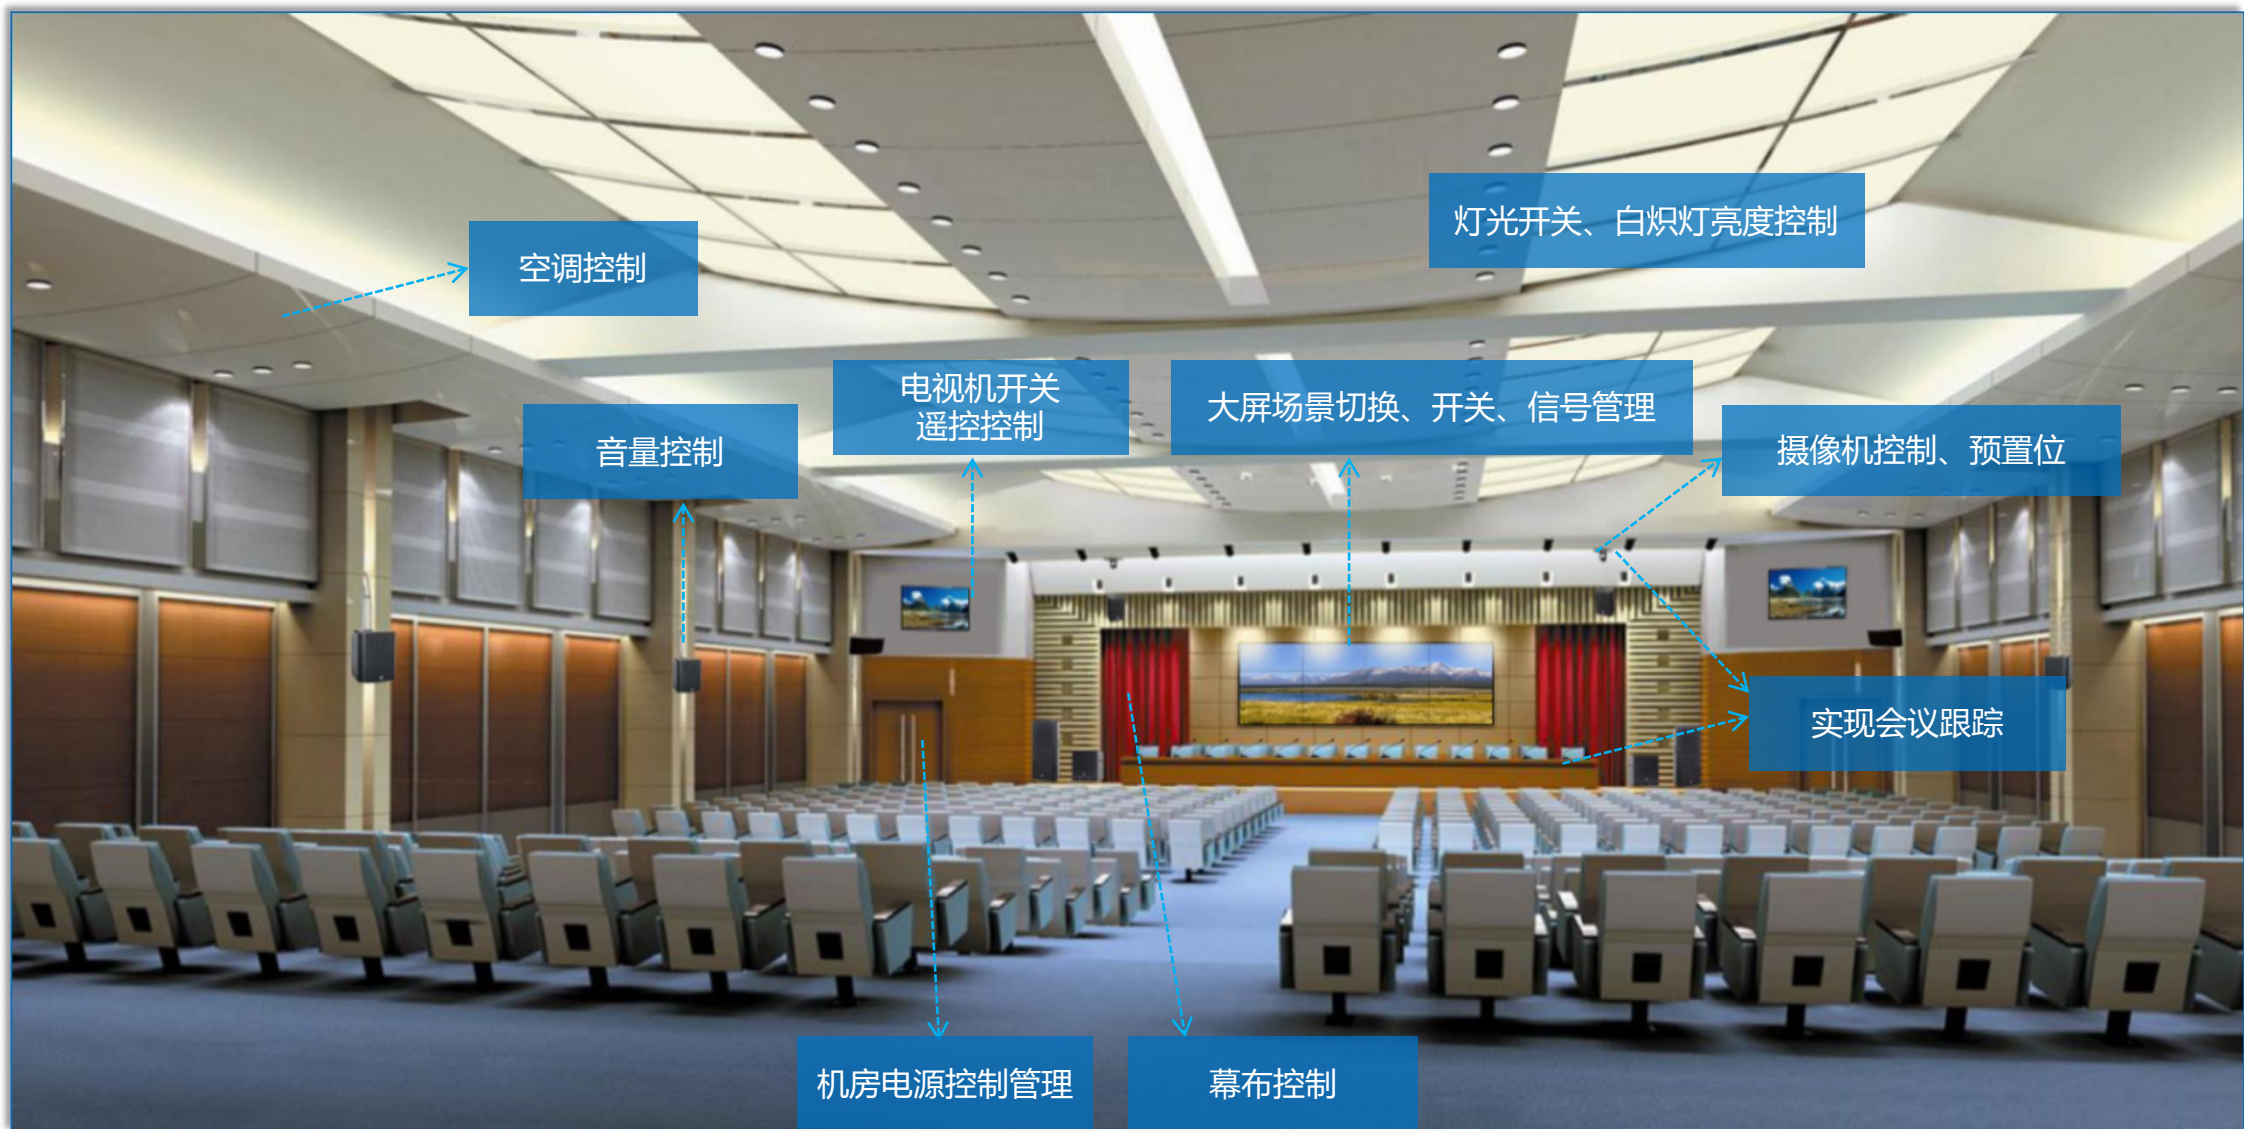 灯光开关、白炽灯亮度控制
空调控制
电视机开关
遥控控制
大屏场景切换、开关、信号管理
音量控制
摄像机控制、预置位
实现会议跟踪
机房电源控制管理
幕布控制